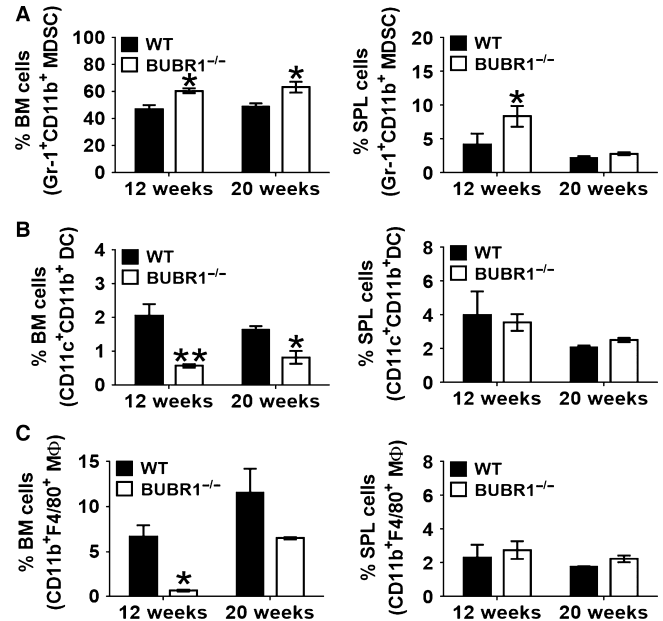 A
% BM cells
(Gr-1⁺CD11b⁺ MDSC)
100
80
60
40
20
0
WT
BUBR1⁻/⁻
*
*
12 weeks
20 weeks
% SPL cells
(Gr-1⁺CD11b⁺ MDSC)
20
15
10
5
0
WT
BUBR1⁻/⁻
*
12 weeks
20 weeks
B
% BM cells
(CD11c⁺CD11b⁺ DC)
4
3
2
1
0
WT
BUBR1⁻/⁻
**
*
12 weeks
20 weeks
% SPL cells
(CD11c⁺CD11b⁺DC)
8
6
4
2
0
WT
BUBR1⁻/⁻
12 weeks
20 weeks
C
% BM cells
(CD11b⁺F4/80⁺ MΦ)
15
10
5
0
WT
BUBR1⁻/⁻
*
12 weeks
20 weeks
% SPL cells
(CD11b⁺F4/80⁺ MΦ)
8
6
4
2
0
WT
BUBR1⁻/⁻
12 weeks
20 weeks